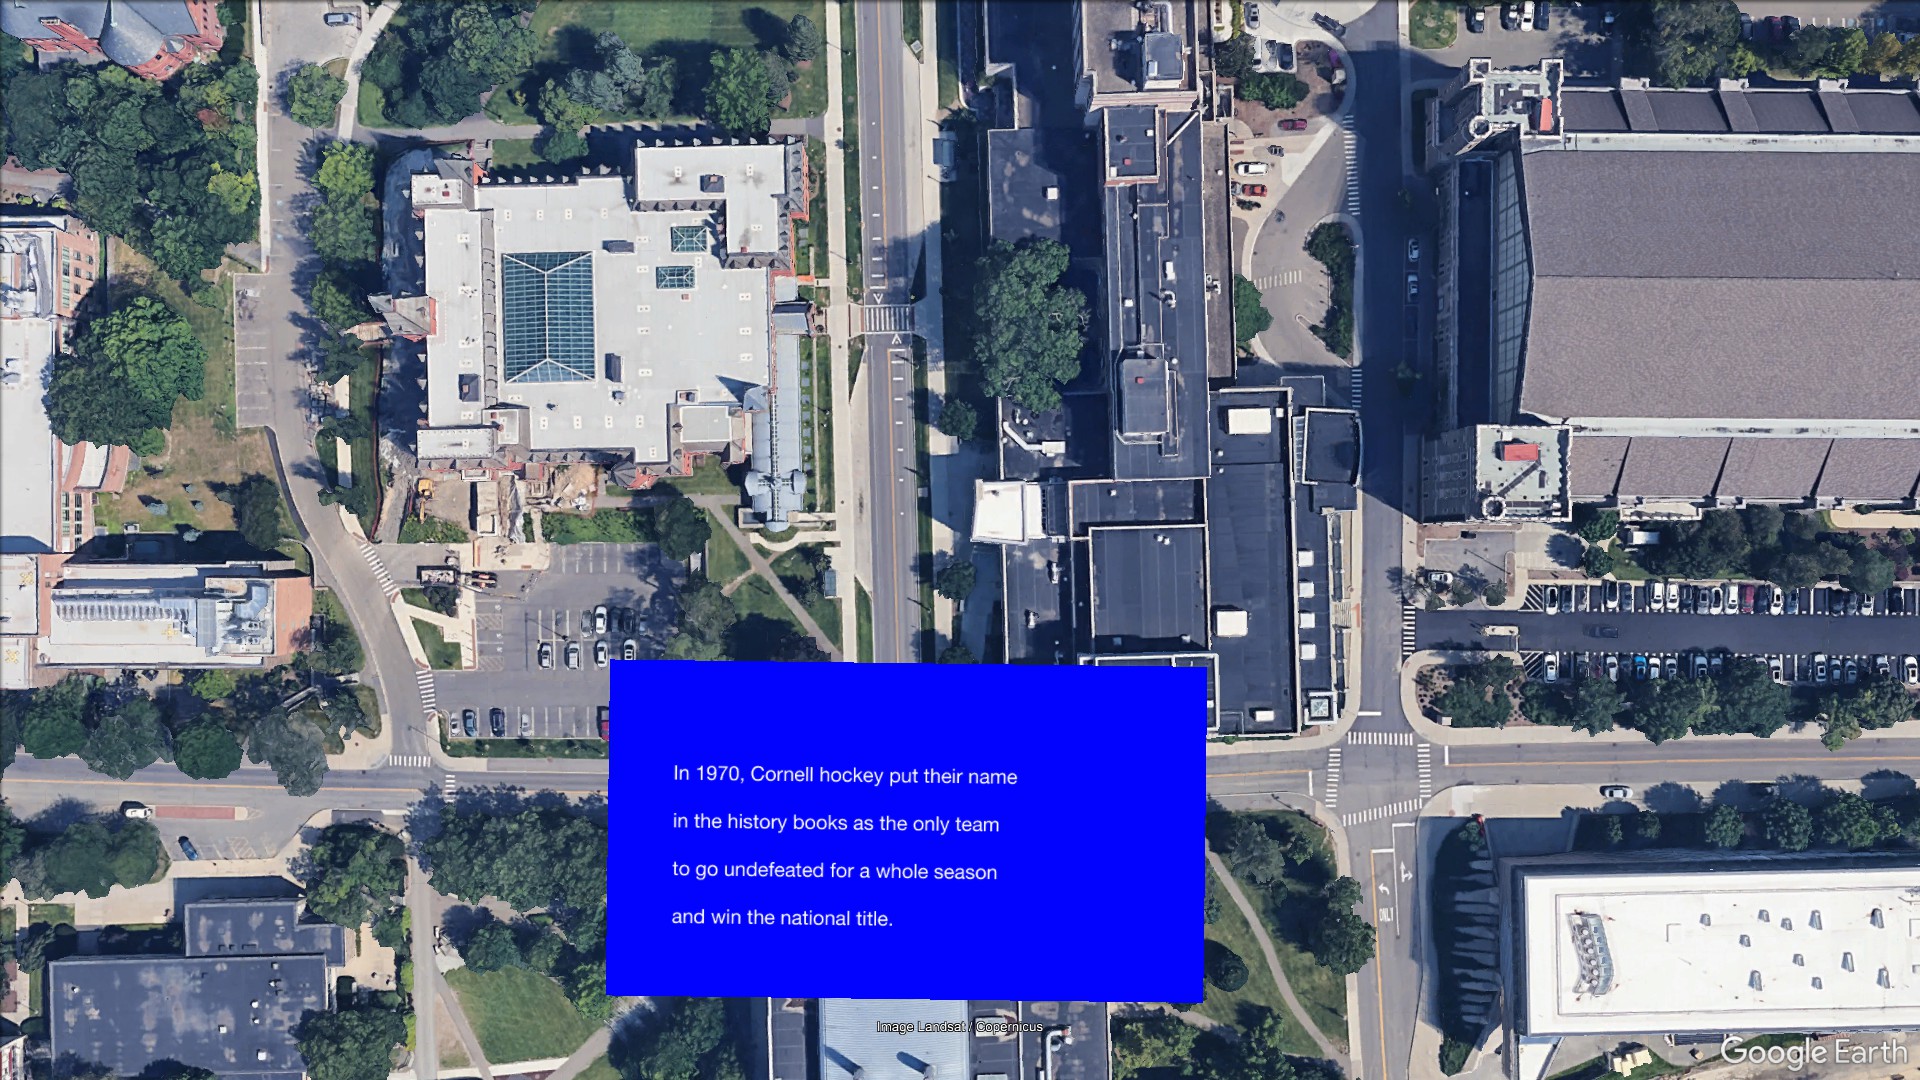 In 1970, Cornell hockey put their name
in the history books as the only team
to go undefeated for a whole season
and win the national title.
ONLY
Image Landsat / Copernicus
Google Earth